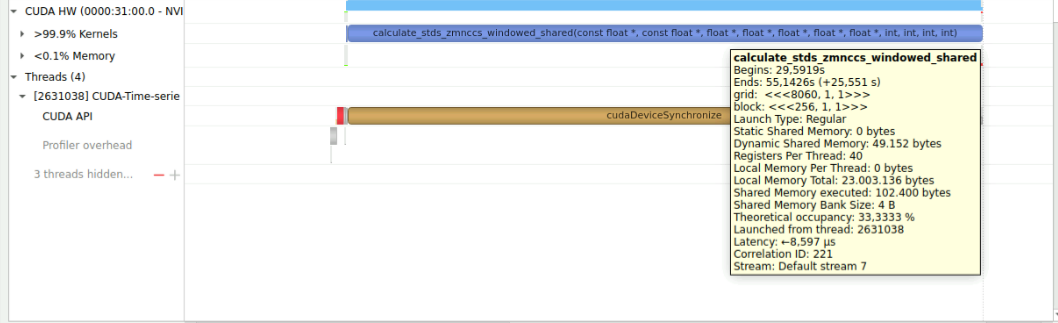 CUDA HW (0000:31:00.0 - NVI
>99.9% Kernels
calculate_stds_zmnccs_windowed_shared(const float *, const float *, float *, float *, float *, float *, float *, int, int, int, int)
<0.1% Memory
Threads (4)
[2631038] CUDA-Time-serie
CUDA API
cudaDeviceSynchronize
Profiler overhead
3 threads hidden...
calculate_stds_zmnccs_windowed_shared
Begins: 29,5919s
Ends: 55,1426s (+25,551 s)
grid:  <<<8060, 1, 1>>>
block: <<<256, 1, 1>>>
Launch Type: Regular
Static Shared Memory: 0 bytes
Dynamic Shared Memory: 49.152 bytes
Registers Per Thread: 40
Local Memory Per Thread: 0 bytes
Local Memory Total: 23.003.136 bytes
Shared Memory executed: 102.400 bytes
Shared Memory Bank Size: 4 B
Theoretical occupancy: 33,3333 %
Launched from thread: 2631038
Latency: ←8,597 μs
Correlation ID: 221
Stream: Default stream 7